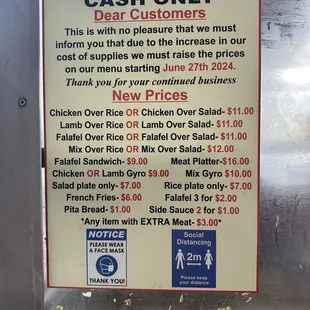 CASH ONLY
Dear Customers
This is with no pleasure that we must
inform you that due to the increase in our
cost of supplies we must raise the prices
on our menu starting June 27th 2024.
Thank you for your continued business
New Prices
Chicken Over Rice OR Chicken Over Salad- $11.00
Lamb Over Rice OR Lamb Over Salad- $11.00
Falafel Over Rice OR Falafel Over Salad- $11.00
Mix Over Rice OR Mix Over Salad- $12.00
Falafel Sandwich- $9.00 Meat Platter-$16.00
Chicken OR Lamb Gyro $9.00 Mix Gyro $10.00
Salad plate only- $7.00 Rice plate only- $7.00
French Fries- $6.00 Falafel 3 for $2.00
Pita Bread- $1.00 Side Sauce 2 for $1.00
*Any item with EXTRA Meat- $3.00*
NOTICE
PLEASE WEAR
A FACE MASK
THANK YOU!
Social
Distancing
2m
Please keep
your distance